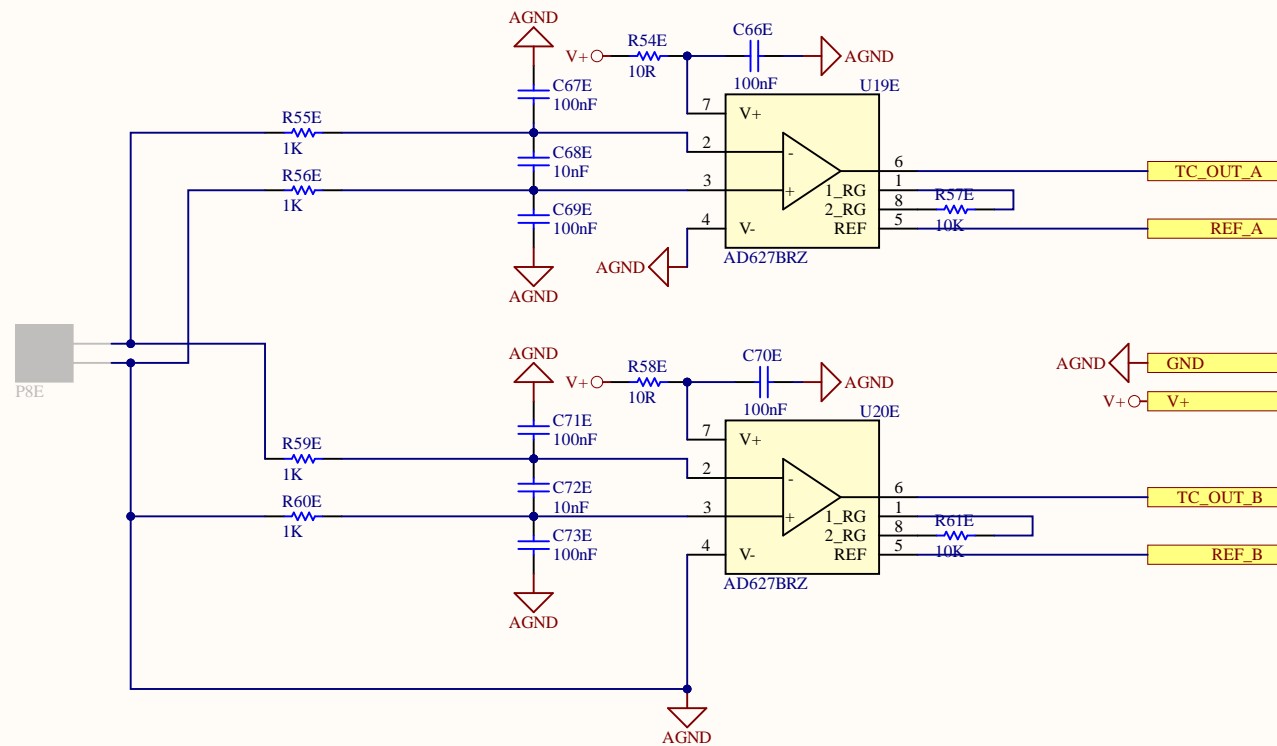 AGND
V+
R54E
10R
C66E
100nF
AGND
C67E
100nF
U19E
R55E
1K
7
V+
2
-
C68E
10nF
6
TC_OUT_A
R56E
1K
3
+
1_RG
1
C69E
100nF
2_RG
8
R57E
10K
4
V-
REF
5
REF_A
AGND
AD627BRZ
AGND
P8E
AGND
V+
R58E
10R
C70E
100nF
AGND
AGND
GND
V+
V+
C71E
100nF
U20E
R59E
1K
7
V+
2
-
C72E
10nF
6
TC_OUT_B
R60E
1K
3
+
1_RG
1
C73E
100nF
2_RG
8
R61E
10K
4
V-
REF
5
REF_B
AD627BRZ
AGND
AGND